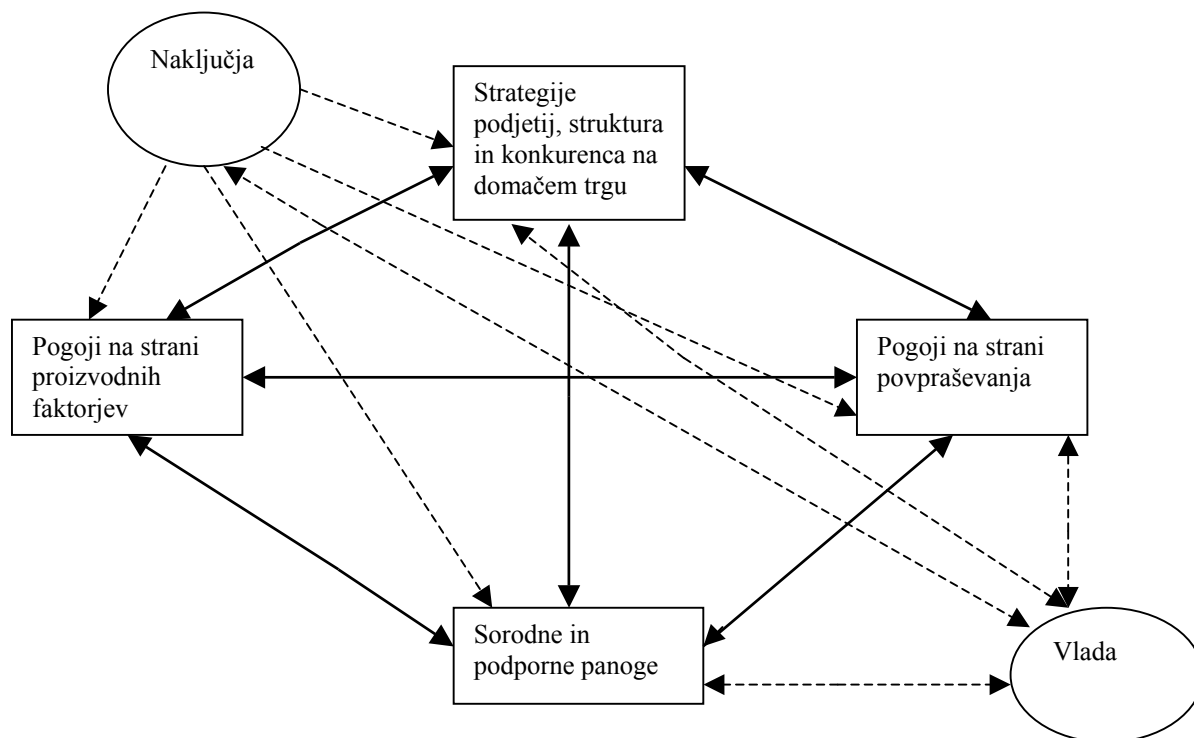 Naključja
Strategije
podjetij, struktura
in konkurenca na
domačem trgu
Pogoji na strani
proizvodnih
faktorjev
Pogoji na strani
povpraševanja
Sorodne in
podporne panoge
Vlada